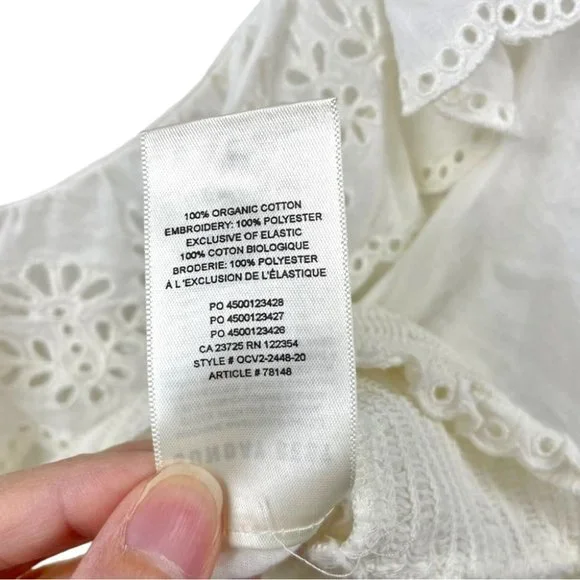 100% ORGANIC COTTON
EMBROIDERY: 100% POLYESTER
EXCLUSIVE OF ELASTIC
100% COTON BIOLOGIQUE
BRODERIE: 100% POLYESTER
À L'EXCLUSION DE L'ÉLASTIQUE
PO 4500123428
PO 4500123427
PO 4500123426
CA 23725 RN 122354
STYLE # OCV2-2448-20
ARTICLE # 78148